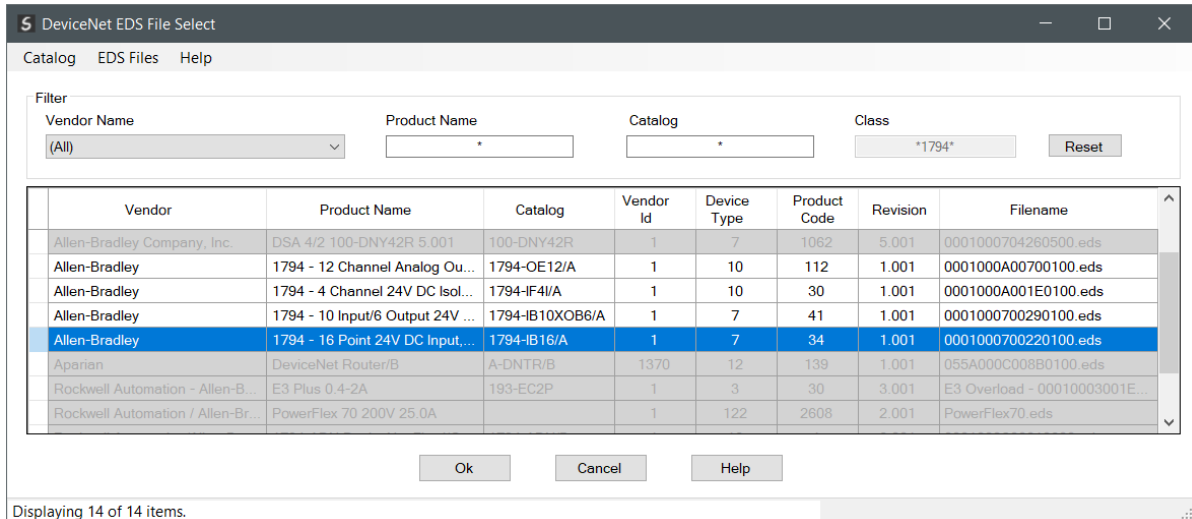 DeviceNet EDS File Select
Catalog EDS Files Help
Filter
Vendor Name Product Name Catalog Class
(All) * * *1794* Reset
Vendor Product Name Catalog Vendor Id Device Type Product Code Revision Filename
Allen-Bradley Company, Inc. DSA 4/2 100-DNY42R 5.001 100-DNY42R 1 7 1062 5.001 0001000704260500.eds
Allen-Bradley 1794 - 12 Channel Analog Ou... 1794-OE12/A 1 10 112 1.001 0001000A00700100.eds
Allen-Bradley 1794 - 4 Channel 24V DC Isol... 1794-IF4I/A 1 10 30 1.001 0001000A001E0100.eds
Allen-Bradley 1794 - 10 Input/6 Output 24V ... 1794-IB10XOB6/A 1 7 41 1.001 0001000700290100.eds
Allen-Bradley 1794 - 16 Point 24V DC Input,... 1794-IB16/A 1 7 34 1.001 0001000700220100.eds
Aparian DeviceNet Router/B A-DNTR/B 1370 12 139 1.001 055A000C008B0100.eds
Rockwell Automation - Allen-B... E3 Plus 0.4-2A 193-EC2P 1 3 30 3.001 E3 Overload - 00010003001E...
Rockwell Automation / Allen-Br... PowerFlex 70 200V 25.0A 1 122 2608 2.001 PowerFlex70.eds
Ok Cancel Help
Displaying 14 of 14 items.